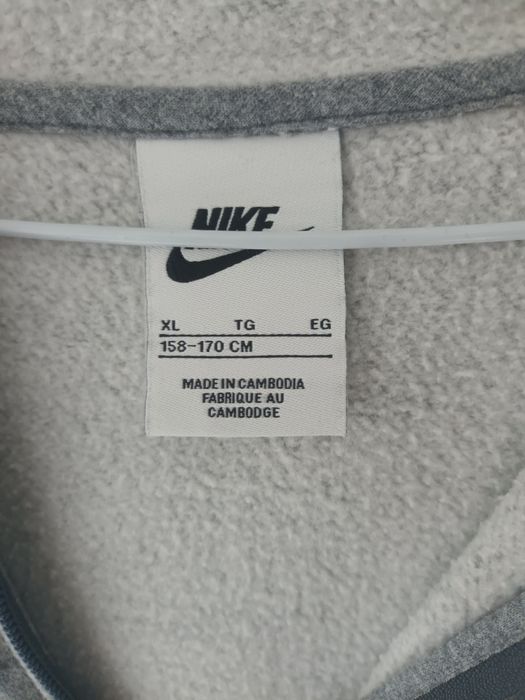 NIKE
XL TG EG
158-170 CM
MADE IN CAMBODIA
FABRIQUE AU
CAMBODGE